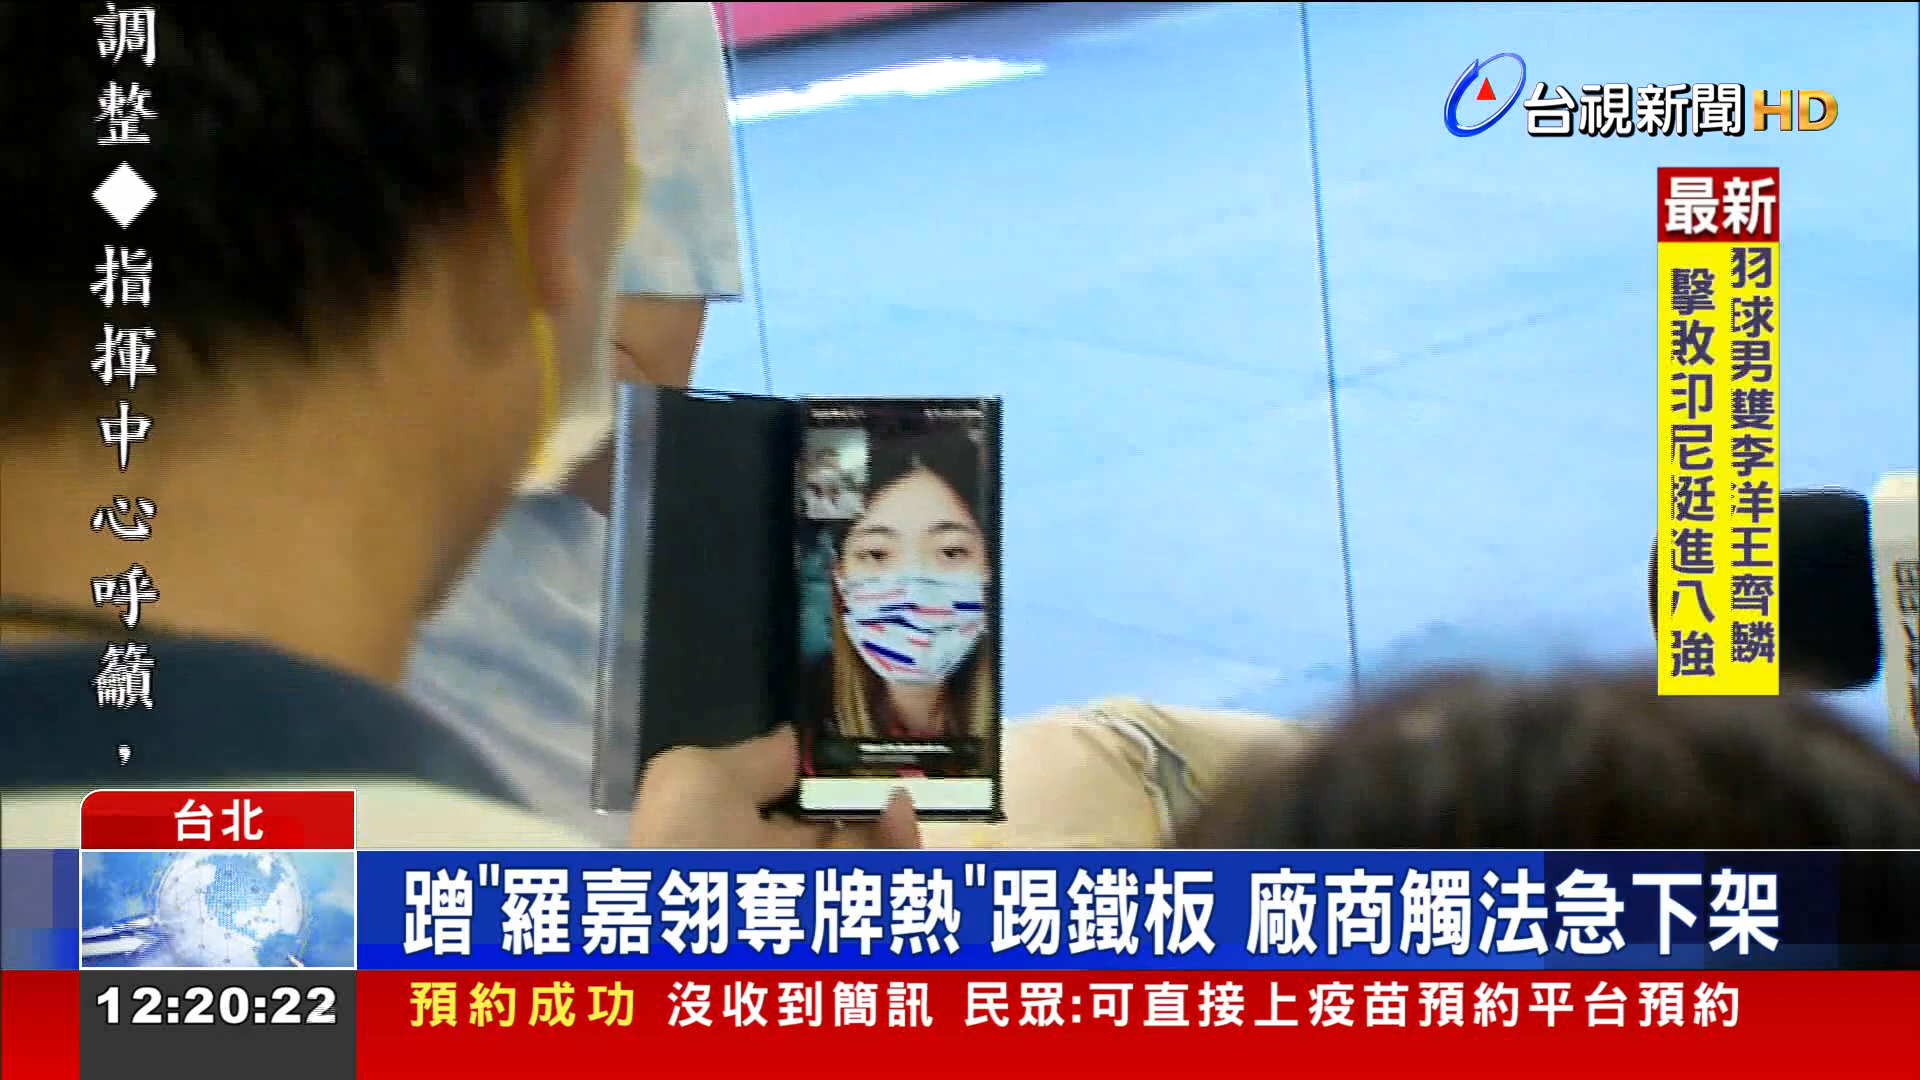 調整◆指揮中心呼籲，
台視新聞HD
最新
羽球男雙李洋王齊麟
擊敗印尼挺進八強
台北
蹭"羅嘉翎奪牌熱"踢鐵板 廠商觸法急下架
12:20:22
預約成功 沒收到簡訊 民眾:可直接上疫苗預約平台預約